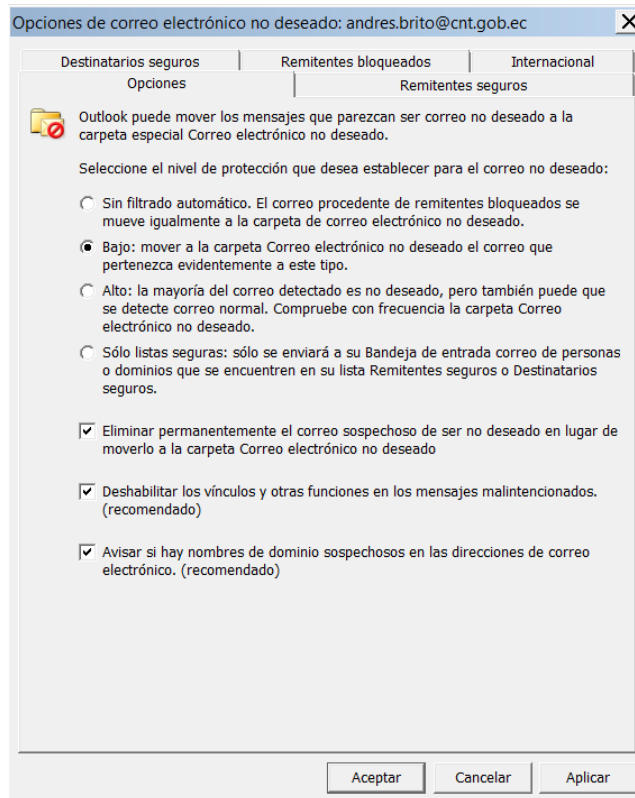 Opciones de correo electrónico no deseado: andres.brito@cnt.gob.ec
Destinatarios seguros
Remitentes bloqueados
Internacional
Opciones
Remitentes seguros
Outlook puede mover los mensajes que parezcan ser correo no deseado a la
carpeta especial Correo electrónico no deseado.
Seleccione el nivel de protección que desea establecer para el correo no deseado:
Sin filtrado automático. El correo procedente de remitentes bloqueados se
mueve igualmente a la carpeta de correo electrónico no deseado.
Bajo: mover a la carpeta Correo electrónico no deseado el correo que
pertenezca evidentemente a este tipo.
Alto: la mayoría del correo detectado es no deseado, pero también puede que
se detecte correo normal. Compruebe con frecuencia la carpeta Correo
electrónico no deseado.
Sólo listas seguras: sólo se enviará a su Bandeja de entrada correo de personas
o dominios que se encuentren en su lista Remitentes seguros o Destinatarios
seguros.
Eliminar permanentemente el correo sospechoso de ser no deseado en lugar de
moverlo a la carpeta Correo electrónico no deseado
Deshabilitar los vínculos y otras funciones en los mensajes malintencionados.
(recomendado)
Avisar si hay nombres de dominio sospechosos en las direcciones de correo
electrónico. (recomendado)
Aceptar
Cancelar
Aplicar